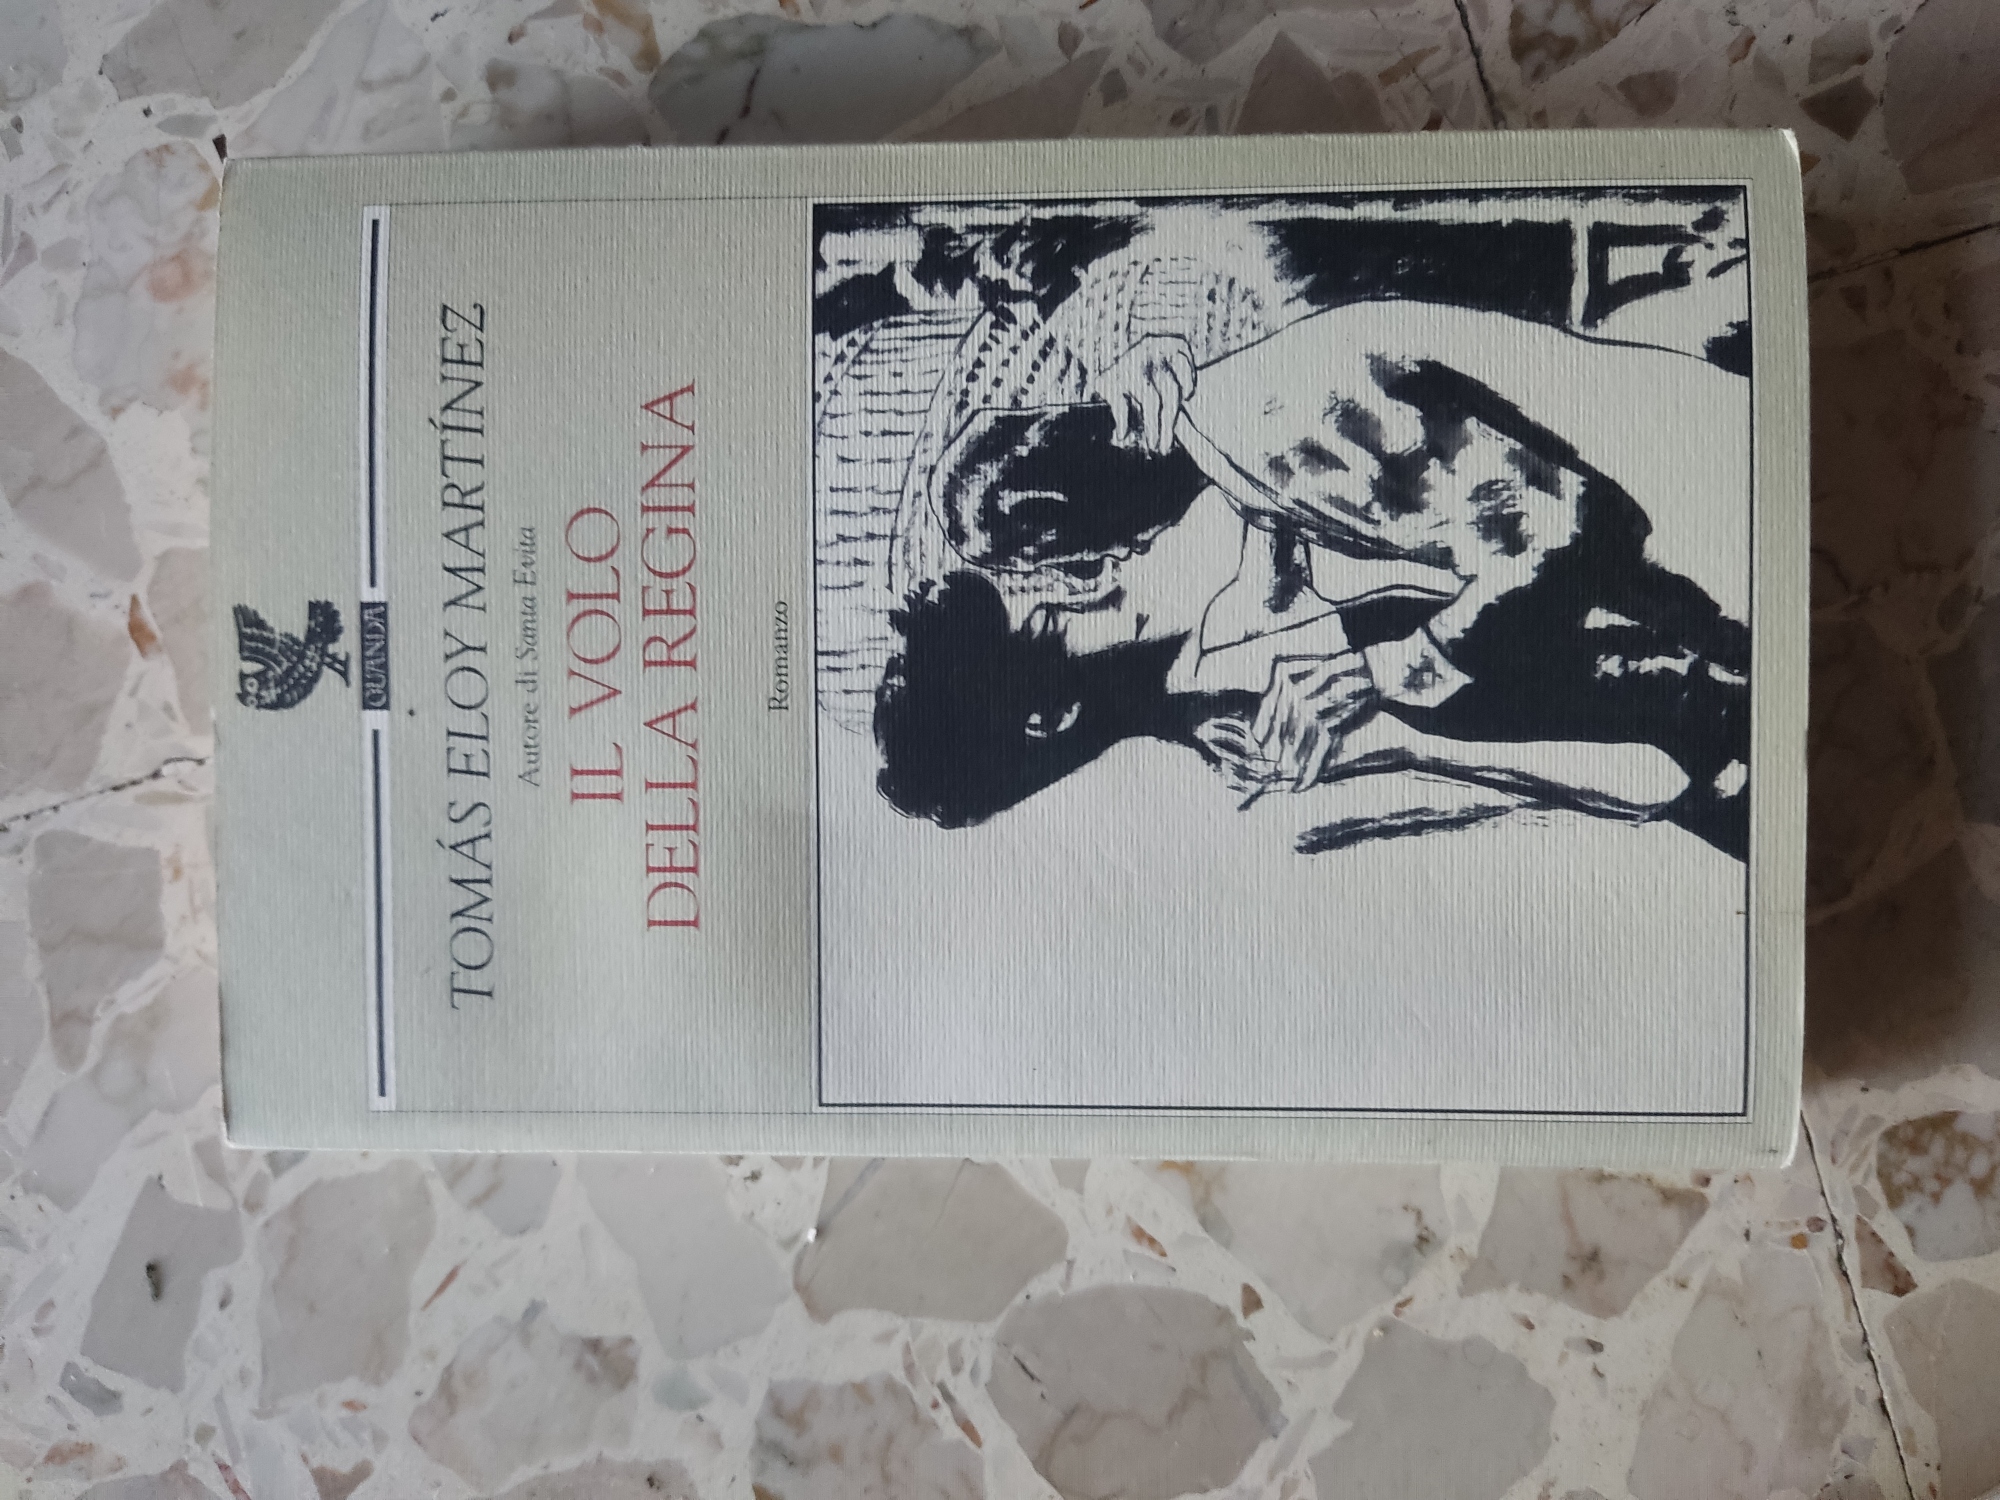 GUANDA
TOMÁS ELOY MARTÍNEZ
Autore di Santa Evita
IL VOLO
DELLA REGINA
Romanzo